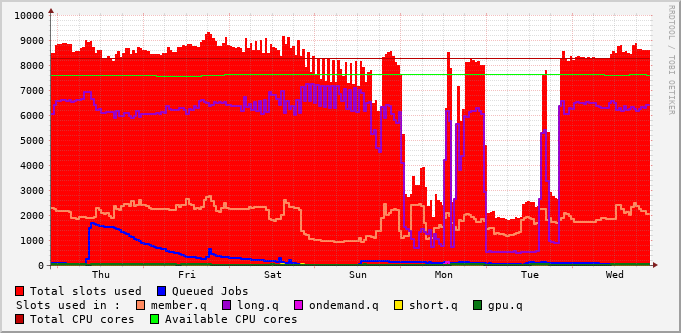 10000
9000
8000
7000
6000
5000
4000
3000
2000
1000
0
Thu Fri Sat Sun Mon Tue Wed
RRDTOOL / TOBI OETIKER
Total slots used Queued Jobs
Slots used in : member.q long.q ondemand.q short.q gpu.q
Total CPU cores Available CPU cores